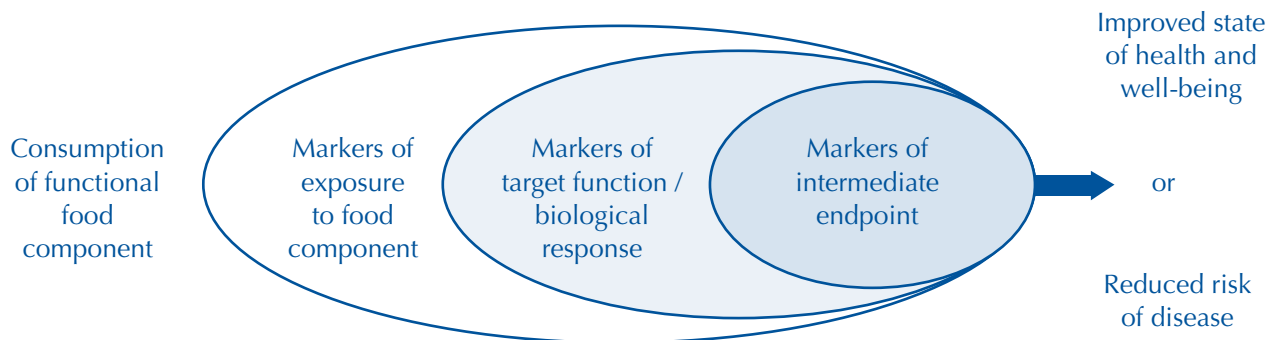 Consumption
of functional
food
component
Markers of
exposure
to food
component
Markers of
target function /
biological
response
Markers of
intermediate
endpoint
Improved state
of health and
well-being
or
Reduced risk
of disease